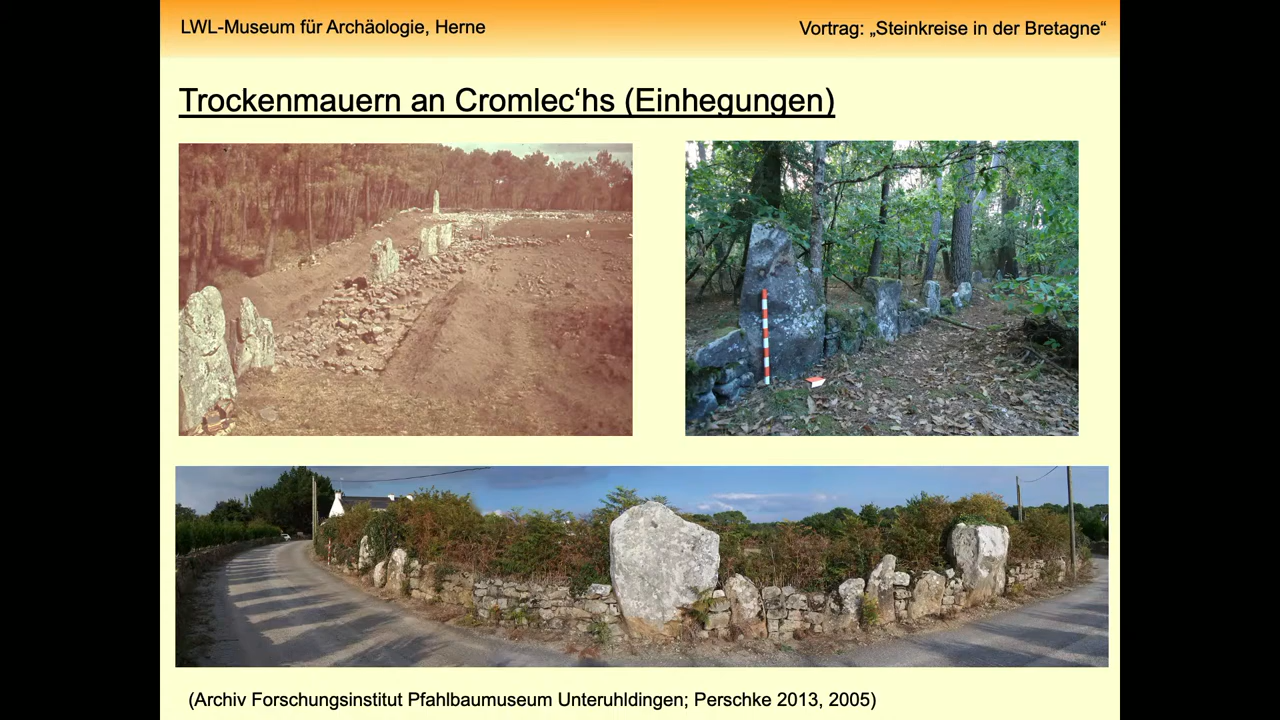 LWL-Museum für Archäologie, Herne
Vortrag: „Steinkreise in der Bretagne“
Trockenmauern an Cromlec‘hs (Einhegungen)
(Archiv Forschungsinstitut Pfahlbaumuseum Unteruhldingen; Perschke 2013, 2005)